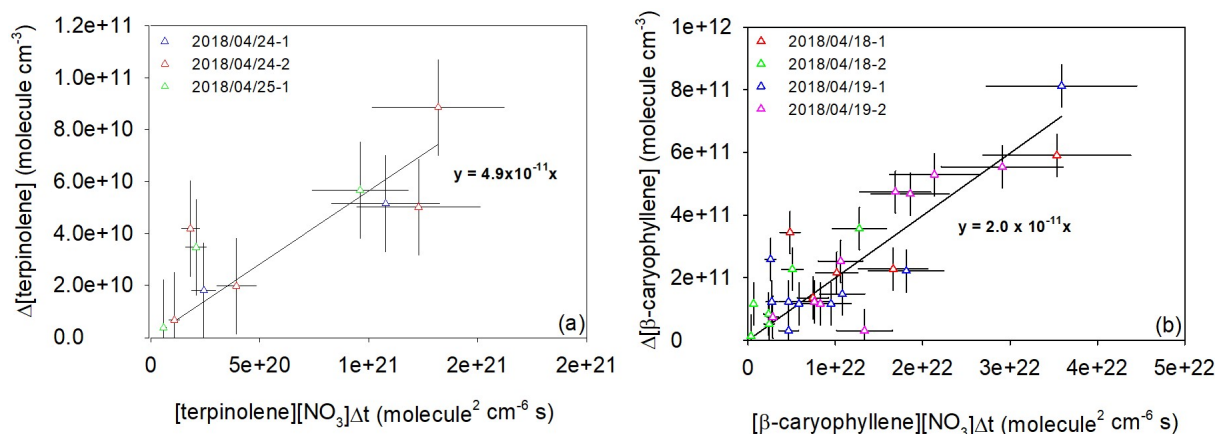 1.2e+11
1.0e+11
8.0e+10
6.0e+10
4.0e+10
2.0e+10
0.0
Δ[terpinolene] (molecule cm-3)
2018/04/24-1
2018/04/24-2
2018/04/25-1
y = 4.9x10-11x
(a)
0 5e+20 1e+21 2e+21 2e+21
[terpinolene][NO3]Δt (molecule2 cm-6 s)
1e+12
8e+11
6e+11
4e+11
2e+11
0
Δ[β-caryophyllene] (molecule cm-3)
2018/04/18-1
2018/04/18-2
2018/04/19-1
2018/04/19-2
y = 2.0 x 10-11x
(b)
0 1e+22 2e+22 3e+22 4e+22 5e+22
[β-caryophyllene][NO3]Δt (molecule2 cm-6 s)